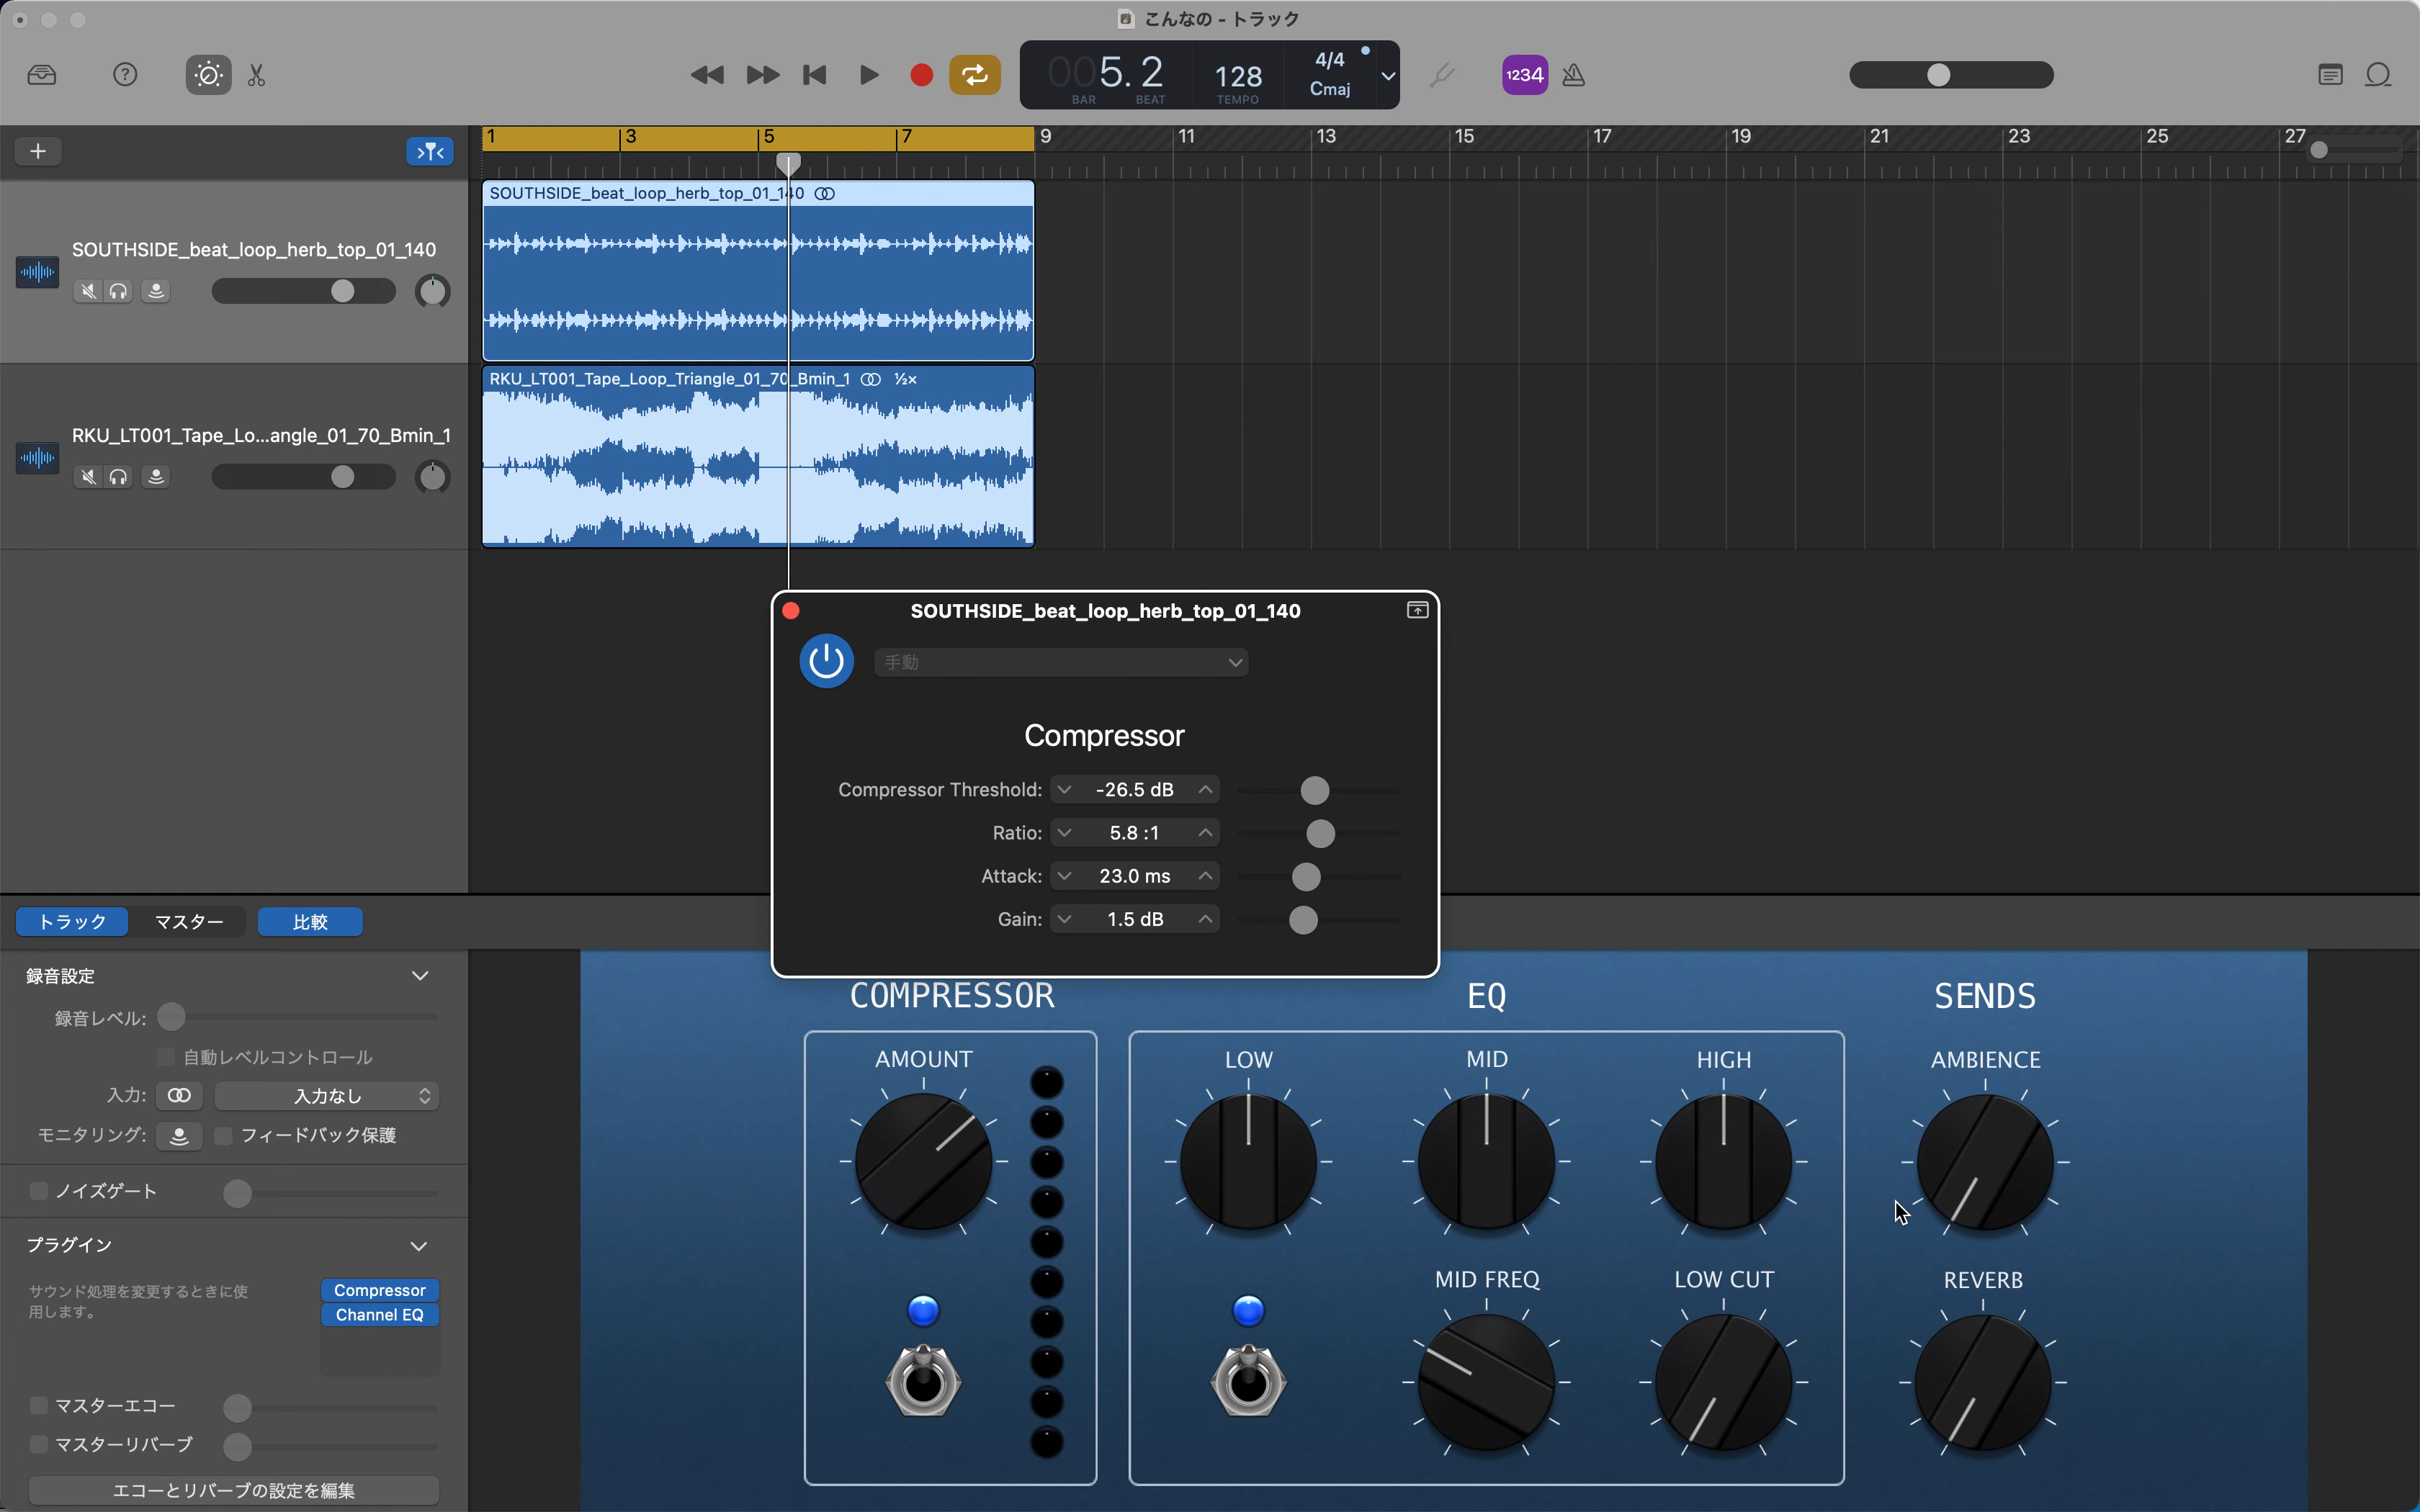 こんなの - トラック
005. 2
BAR BEAT
128
TEMPO
4/4
Cmaj
1234
1 3 5 7 9 11 13 15 17 19 21 23 25 27
SOUTHSIDE_beat_loop_herb_top_01_140
SOUTHSIDE_beat_loop_herb_top_01_140
RKU_LT001_Tape_Loop_Triangle_01_70_Bmin_1 ½×
RKU_LT001_Tape_Lo...angle_01_70_Bmin_1
SOUTHSIDE_beat_loop_herb_top_01_140
手動
Compressor
Compressor Threshold: -26.5 dB
Ratio: 5.8 :1
Attack: 23.0 ms
Gain: 1.5 dB
トラック マスター 比較
録音設定
録音レベル:
自動レベルコントロール
入力: 入力なし
モニタリング: フィードバック保護
ノイズゲート
プラグイン
サウンド処理を変更するときに使
用します。
Compressor
Channel EQ
マスターエコー
マスターリバーブ
エコーとリバーブの設定を編集
COMPRESSOR EQ SENDS
AMOUNT LOW MID HIGH AMBIENCE
MID FREQ LOW CUT REVERB